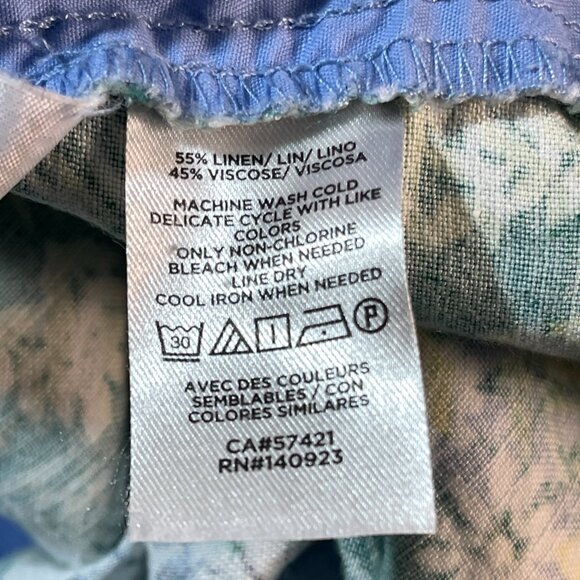 55% LINEN/ LIN/ LINO
45% VISCOSE/ VISCOSA
MACHINE WASH COLD
DELICATE CYCLE WITH LIKE
COLORS
ONLY NON-CHLORINE
BLEACH WHEN NEEDED
LINE DRY
COOL IRON WHEN NEEDED
30 P
AVEC DES COULEURS
SEMBLABLES / CON
COLORES SIMILARES
CA#57421
RN#140923